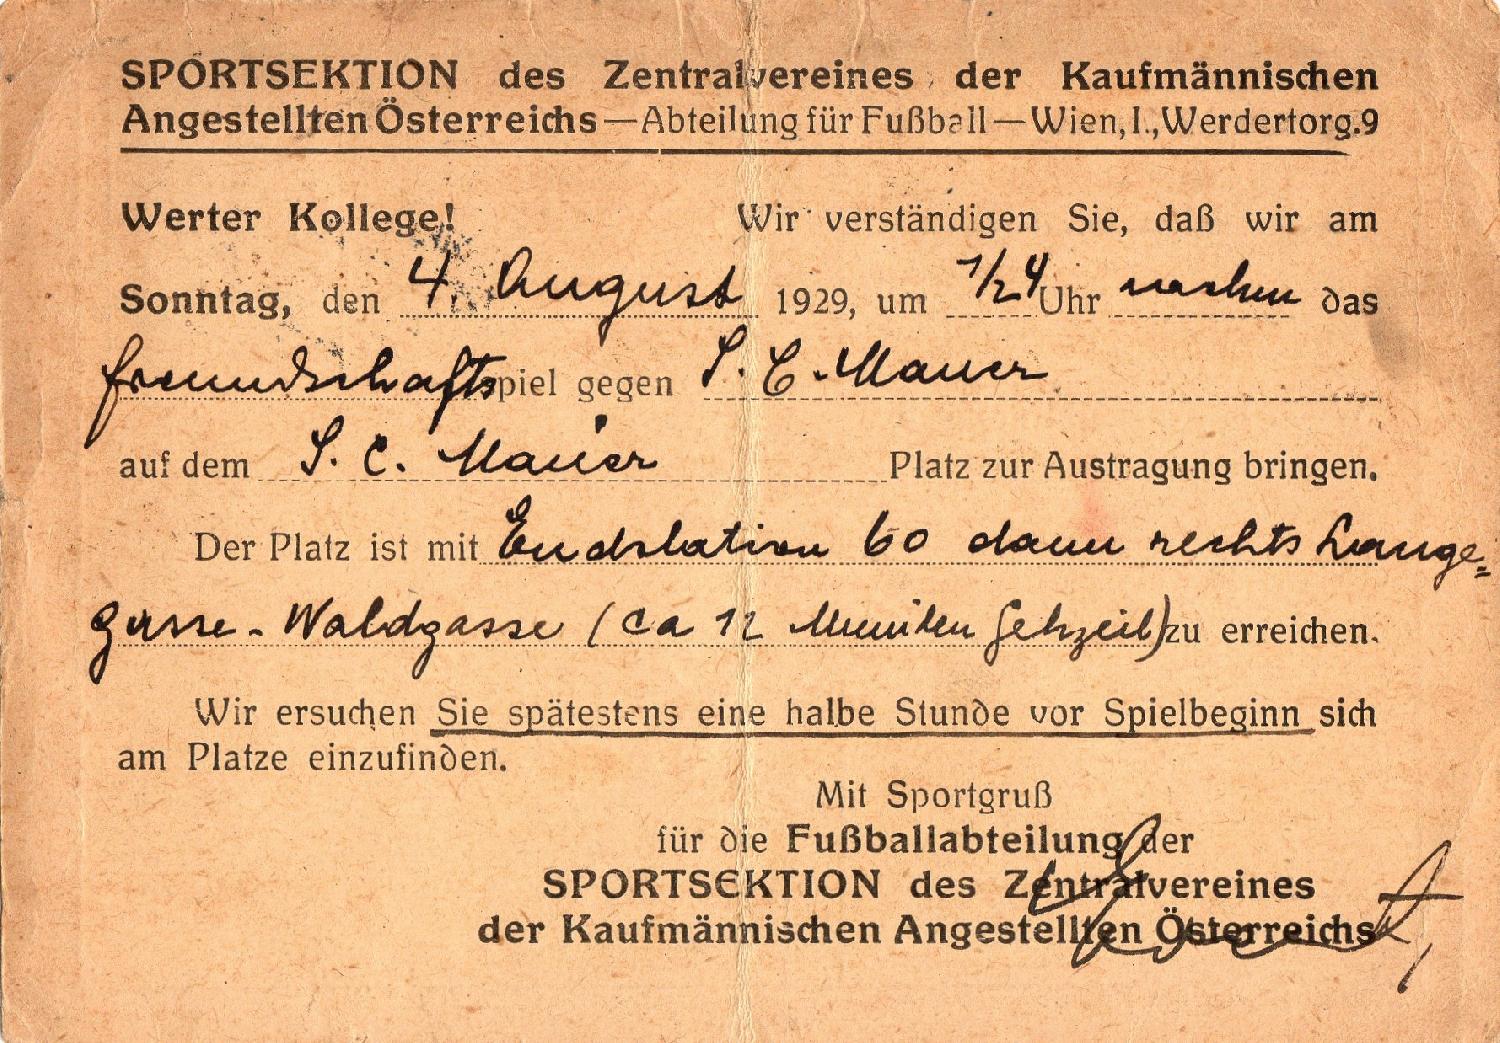 SPORTSEKTION des Zentralvereines der Kaufmännischen
Angestellten Österreichs — Abteilung für Fußball — Wien, I., Werdertorg. 9
Werter Kollege! Wir verständigen Sie, daß wir am
Sonntag, den 4. August 1929, um 1/2 4 Uhr nachm das
Freundschaftspiel gegen S. C. Mauer
auf dem S. C. Mauer Platz zur Austragung bringen.
Der Platz ist mit Endstation 60 dann rechts Lange=
gasse - Waldgasse (ca 12 Minuten Gehzeit) zu erreichen.
Wir ersuchen Sie spätestens eine halbe Stunde vor Spielbeginn sich
am Platze einzufinden.
Mit Sportgruß
für die Fußballabteilung der
SPORTSEKTION des Zentralvereines
der Kaufmännischen Angestellten Österreichs